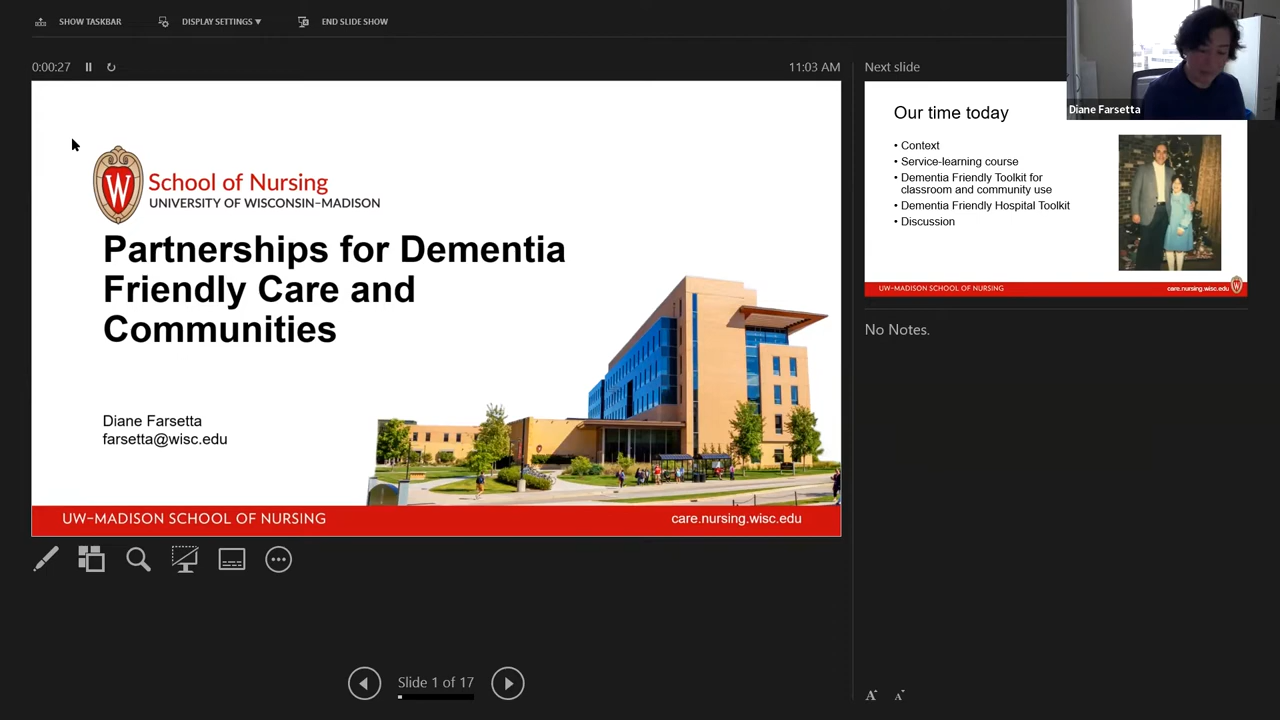 SHOW TASKBAR
DISPLAY SETTINGS ▼
END SLIDE SHOW
0:00:27
11:03 AM
W
School of Nursing
UNIVERSITY OF WISCONSIN–MADISON
Partnerships for Dementia
Friendly Care and
Communities
Diane Farsetta
farsetta@wisc.edu
UW–MADISON SCHOOL OF NURSING
care.nursing.wisc.edu
Slide 1 of 17
Next slide
Diane Farsetta
Our time today
• Context
• Service-learning course
• Dementia Friendly Toolkit for
classroom and community use
• Dementia Friendly Hospital Toolkit
• Discussion
UW–MADISON SCHOOL OF NURSING
care.nursing.wisc.edu
W
No Notes.
A
A